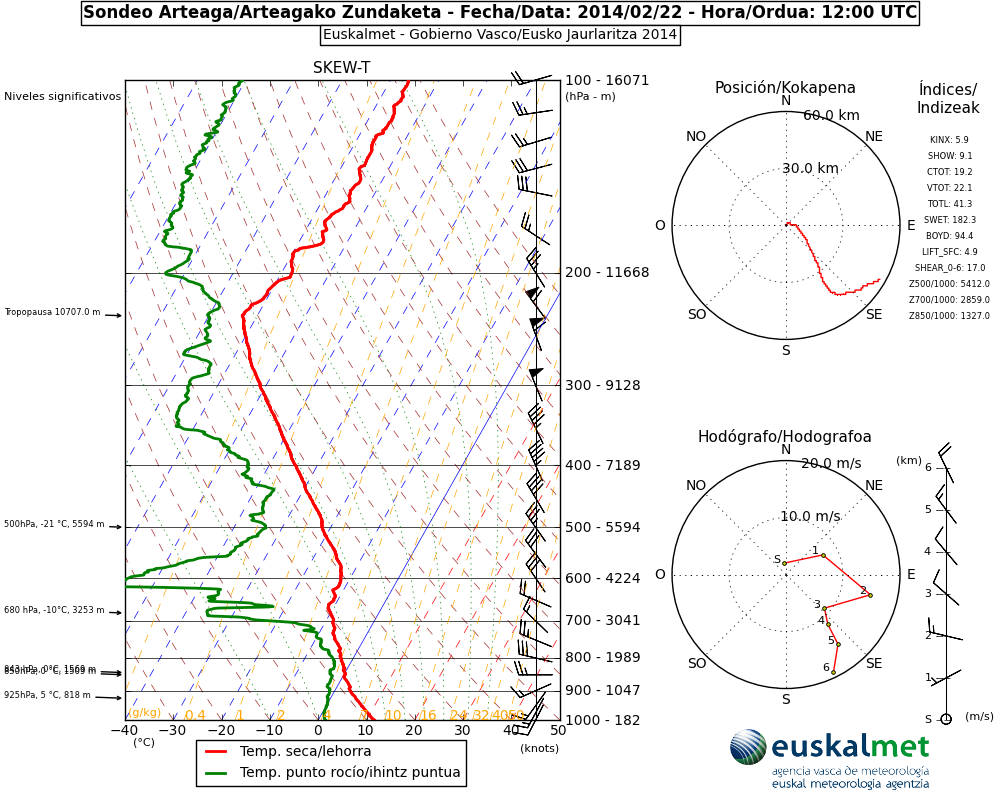 Sondeo Arteaga/Arteagako Zundaketa - Fecha/Data: 2014/02/22 - Hora/Ordua: 12:00 UTC
Euskalmet - Gobierno Vasco/Eusko Jaurlaritza 2014
SKEW-T
Niveles significativos
100 - 16071
(hPa - m)
200 - 11668
Tropopausa 10707.0 m
300 - 9128
400 - 7189
500hPa, -21 °C, 5594 m
500 - 5594
600 - 4224
680 hPa, -10°C, 3253 m
700 - 3041
800 - 1989
900 - 1047
925hPa, 5 °C, 818 m
(g/kg) 0.4 1 2 4 10 16 24 32 40 50
1000 - 182
−40 −30 −20 −10 0 10 20 30 40 50
(°C)
(knots)
Temp. seca/lehorra
Temp. punto rocío/ihintz puntua
Posición/Kokapena
N
60.0 km
NO
NE
30.0 km
O
E
SO
SE
S
Índices/
Indizeak
KINX: 5.9
SHOW: 9.1
CTOT: 19.2
VTOT: 22.1
TOTL: 41.3
SWET: 182.3
BOYD: 94.4
LIFT_SFC: 4.9
SHEAR_0-6: 17.0
Z500/1000: 5412.0
Z700/1000: 2859.0
Z850/1000: 1327.0
Hodógrafo/Hodografoa
N
20.0 m/s
NO
NE
10.0 m/s
S
1
2
3
4
5
6
O
E
SO
SE
S
(km)
6
5
4
3
2
1
S
(m/s)
euskalmet
agencia vasca de meteorología
euskal meteorologia agentzia